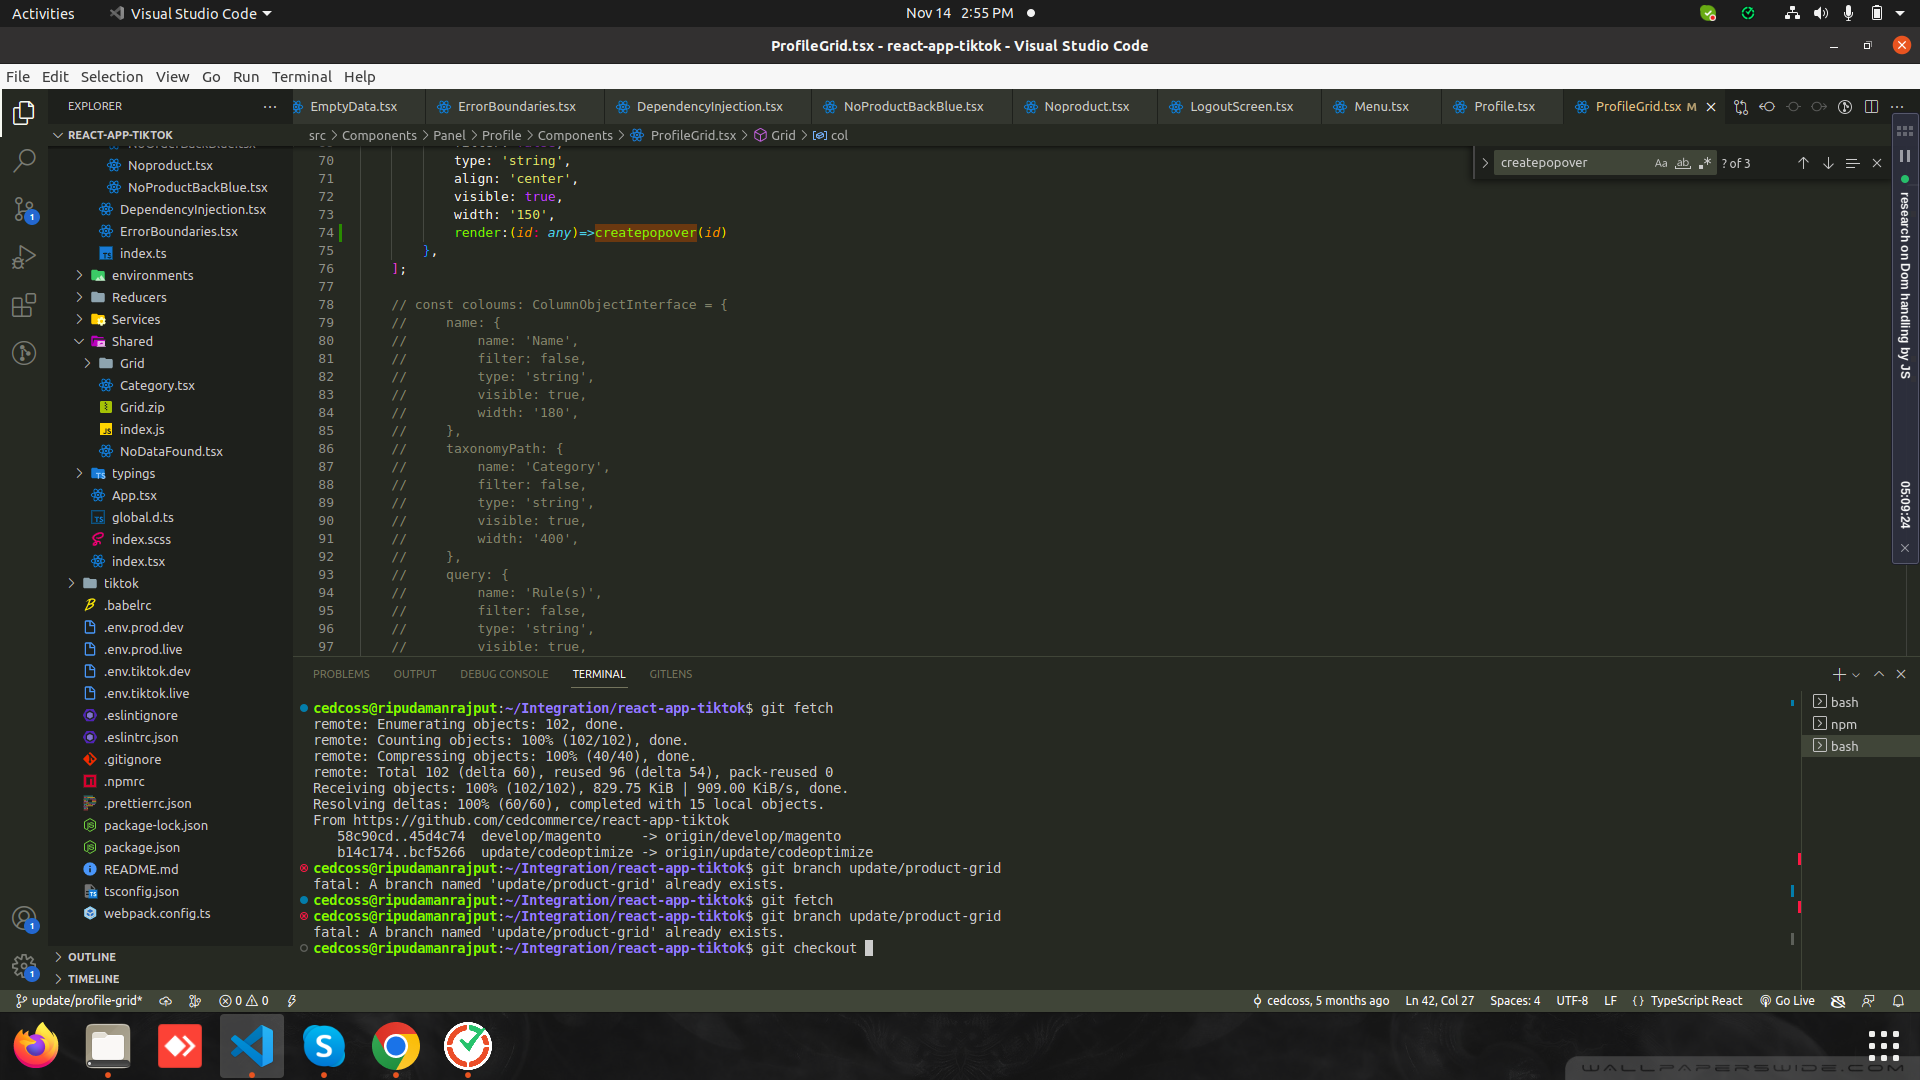 Activities Visual Studio Code Nov 14 2:55 PM
ProfileGrid.tsx - react-app-tiktok - Visual Studio Code
File Edit Selection View Go Run Terminal Help
EXPLORER
EmptyData.tsx ErrorBoundaries.tsx DependencyInjection.tsx NoProductBackBlue.tsx Noproduct.tsx LogoutScreen.tsx Menu.tsx Profile.tsx ProfileGrid.tsx M
REACT-APP-TIKTOK
src > Components > Panel > Profile > Components > ProfileGrid.tsx > Grid > col
createpopover Aa ab .* ? of 3
Noproduct.tsx
NoProductBackBlue.tsx
DependencyInjection.tsx
ErrorBoundaries.tsx
index.ts
environments
Reducers
Services
Shared
Grid
Category.tsx
Grid.zip
index.js
NoDataFound.tsx
typings
App.tsx
global.d.ts
index.scss
index.tsx
tiktok
.babelrc
.env.prod.dev
.env.prod.live
.env.tiktok.dev
.env.tiktok.live
.eslintignore
.eslintrc.json
.gitignore
.npmrc
.prettierrc.json
package-lock.json
package.json
README.md
tsconfig.json
webpack.config.ts
OUTLINE
TIMELINE
70 type: 'string',
71 align: 'center',
72 visible: true,
73 width: '150',
74 render:(id: any)=>createpopover(id)
75 },
76 ];
77
78 // const coloums: ColumnObjectInterface = {
79 // name: {
80 // name: 'Name',
81 // filter: false,
82 // type: 'string',
83 // visible: true,
84 // width: '180',
85 // },
86 // taxonomyPath: {
87 // name: 'Category',
88 // filter: false,
89 // type: 'string',
90 // visible: true,
91 // width: '400',
92 // },
93 // query: {
94 // name: 'Rule(s)',
95 // filter: false,
96 // type: 'string',
97 // visible: true,
research on Dom handling by JS
05:09:24
PROBLEMS OUTPUT DEBUG CONSOLE TERMINAL GITLENS
cedcoss@ripudamanrajput:~/Integration/react-app-tiktok$ git fetch
remote: Enumerating objects: 102, done.
remote: Counting objects: 100% (102/102), done.
remote: Compressing objects: 100% (40/40), done.
remote: Total 102 (delta 60), reused 96 (delta 54), pack-reused 0
Receiving objects: 100% (102/102), 829.75 KiB | 909.00 KiB/s, done.
Resolving deltas: 100% (60/60), completed with 15 local objects.
From https://github.com/cedcommerce/react-app-tiktok
58c90cd..45d4c74 develop/magento -> origin/develop/magento
b14c174..bcf5266 update/codeoptimize -> origin/update/codeoptimize
cedcoss@ripudamanrajput:~/Integration/react-app-tiktok$ git branch update/product-grid
fatal: A branch named 'update/product-grid' already exists.
cedcoss@ripudamanrajput:~/Integration/react-app-tiktok$ git fetch
cedcoss@ripudamanrajput:~/Integration/react-app-tiktok$ git branch update/product-grid
fatal: A branch named 'update/product-grid' already exists.
cedcoss@ripudamanrajput:~/Integration/react-app-tiktok$ git checkout
bash
npm
bash
1
1
1
update/profile-grid* 0 0 cedcoss, 5 months ago Ln 42, Col 27 Spaces: 4 UTF-8 LF {} TypeScript React Go Live
WALLPAPERSWIDE.COM